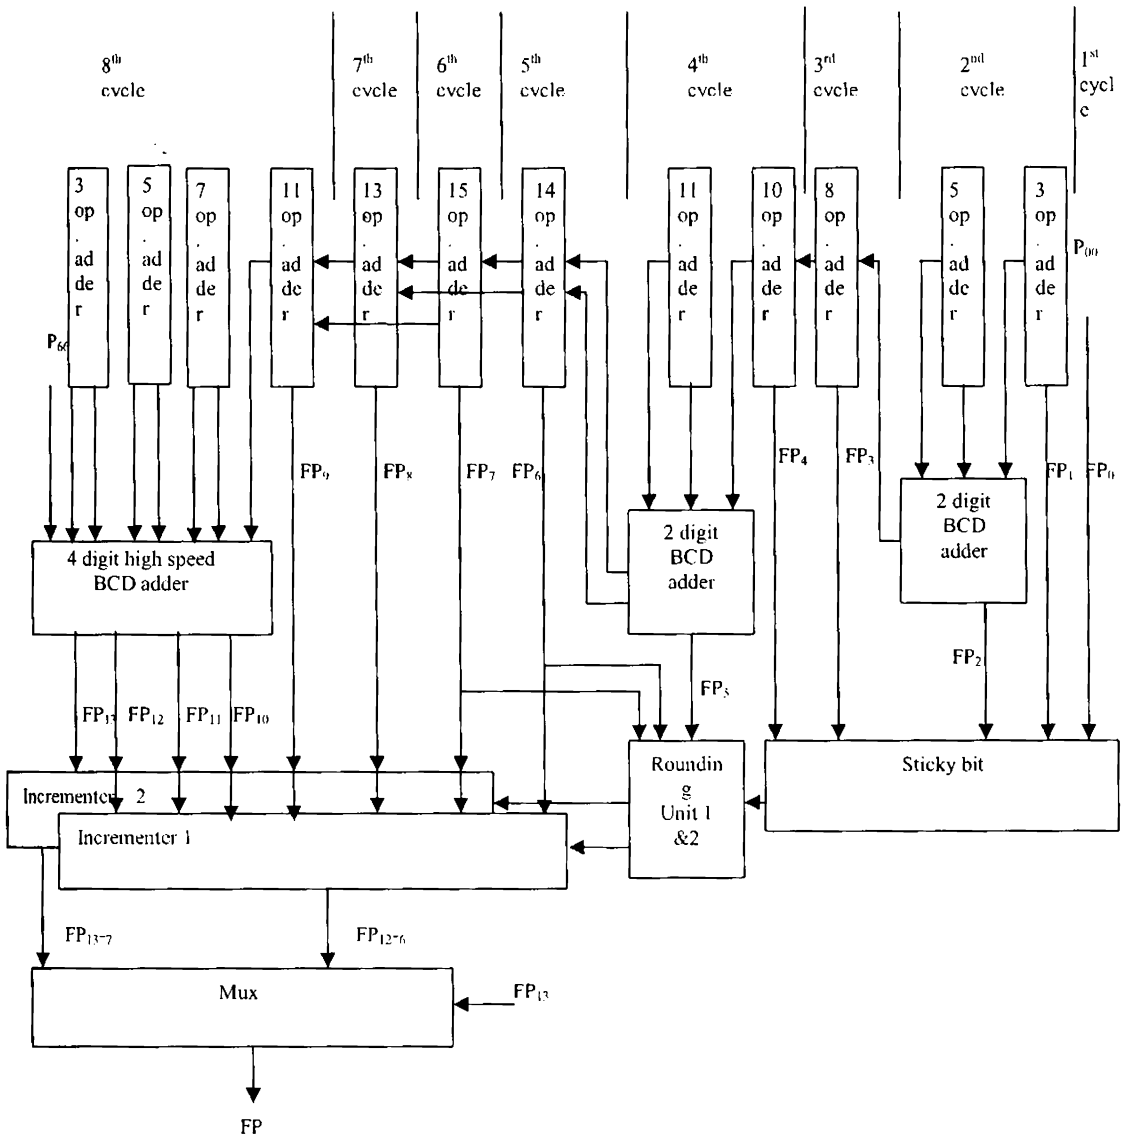 8th cycle
7th cycle
6th cycle
5th cycle
4th cycle
3rd cycle
2nd cycle
1st
cycl
e
3
op
.
ad
de
r
5
op
.
ad
de
r
7
op
.
ad
de
r
11
op
.
ad
de
r
13
op
.
ad
de
r
15
op
.
ad
de
r
14
op
.
ad
de
r
11
op
.
ad
de
r
10
op
.
ad
de
r
8
op
.
ad
de
r
5
op
.
ad
de
r
3
op
.
ad
de
r
P00
P66
FP9
FP8
FP7
FP6
FP4
FP3
FP1
FP0
4 digit high speed
BCD adder
2 digit
BCD
adder
2 digit
BCD
adder
FP2
FP5
FP13
FP12
FP11
FP10
Incrementer 2
Incrementer 1
Roundin
g
Unit 1
&2
Sticky bit
FP13-7
FP12-6
Mux
FP13
FP